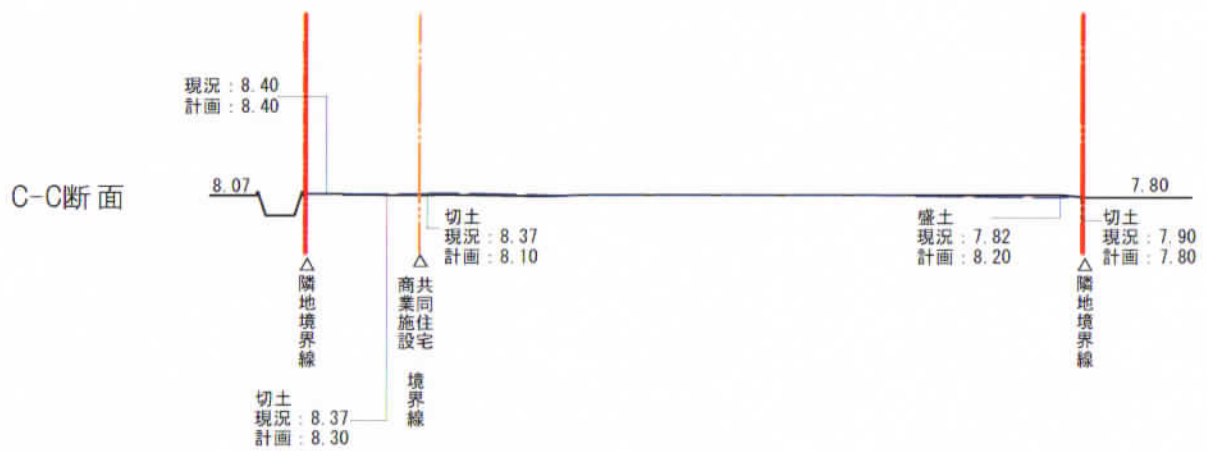 現況：8.40
計画：8.40
C-C断面
8.07
7.80
切土
現況：8.37
計画：8.10
盛土
現況：7.82
計画：8.20
切土
現況：7.90
計画：7.80
△隣地境界線
△共同住宅
商業施設
境界線
△隣地境界線
切土
現況：8.37
計画：8.30